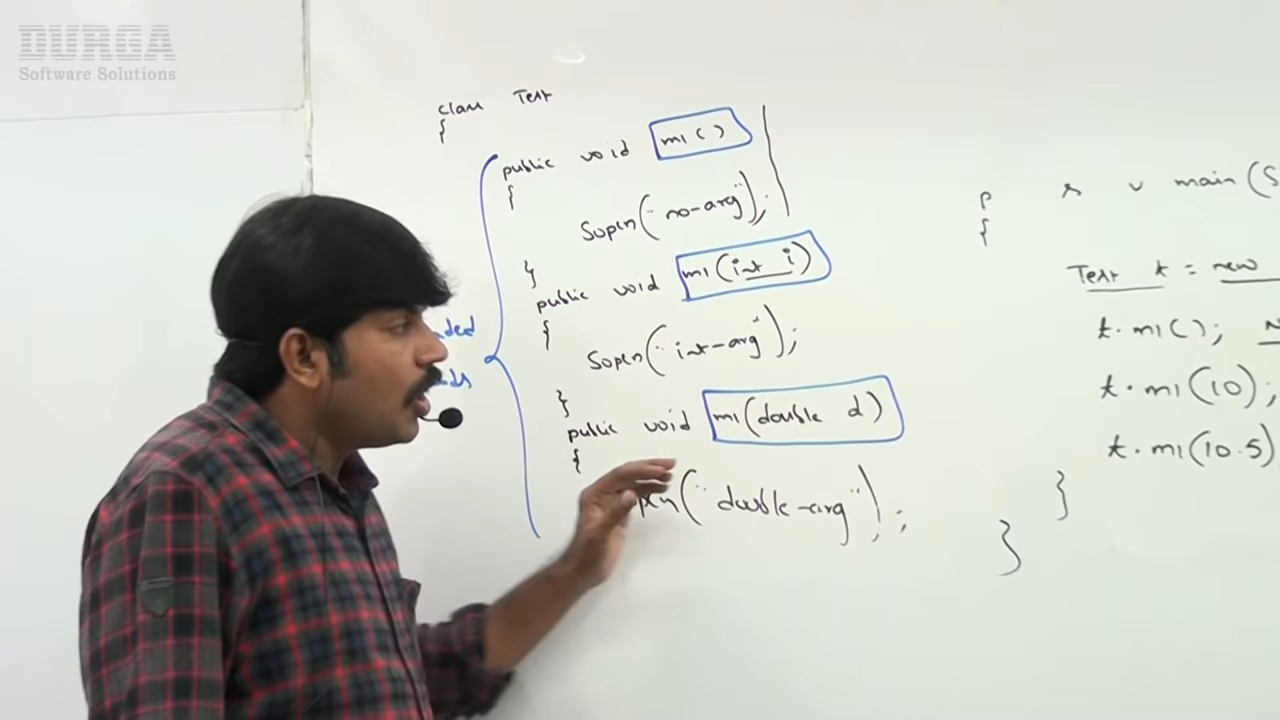 DURGA
Software Solutions
class Test
{
public void m1()
{
Sopln("no-arg");
}
public void m1(int i)
{
Sopln("int-arg");
}
public void m1(double d)
{
pln("double-arg");
p s v main(S
{
Test t = new
t.m1();
t.m1(10);
t.m1(10.5)
}
}